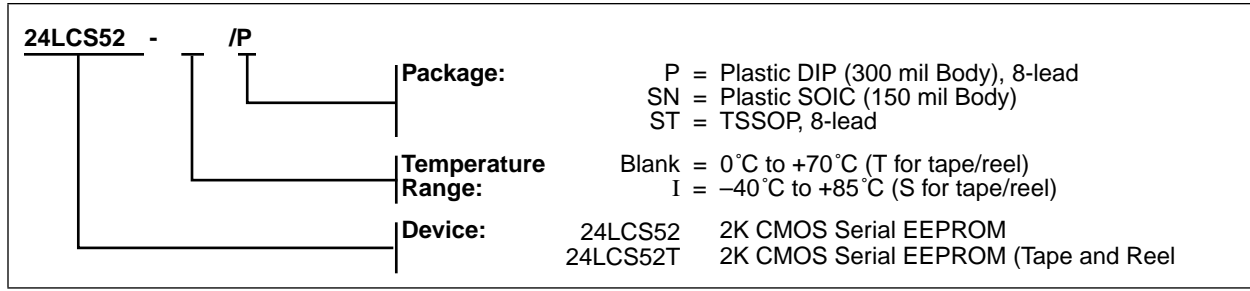 24LCS52 - /P
Package: P = Plastic DIP (300 mil Body), 8-lead
SN = Plastic SOIC (150 mil Body)
ST = TSSOP, 8-lead
Temperature Blank = 0˚C to +70˚C (T for tape/reel)
Range: I = –40˚C to +85˚C (S for tape/reel)
Device: 24LCS52 2K CMOS Serial EEPROM
24LCS52T 2K CMOS Serial EEPROM (Tape and Reel